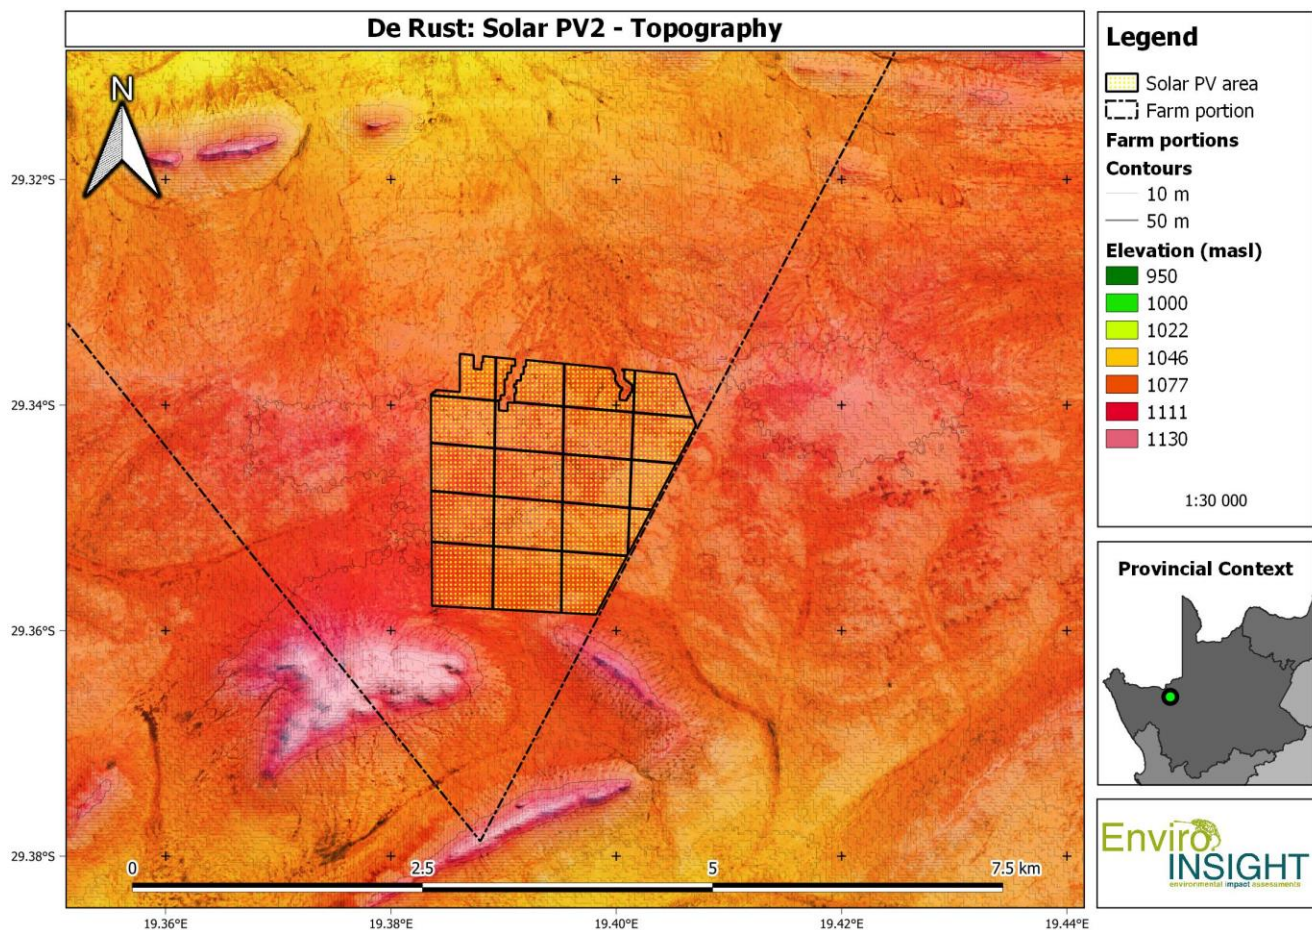 De Rust: Solar PV2 - Topography
N
29.32°S
29.34°S
29.36°S
29.38°S
0
2.5
5
7.5 km
19.36°E
19.38°E
19.40°E
19.42°E
19.44°E
Legend
Solar PV area
Farm portion
Farm portions
Contours
10 m
50 m
Elevation (masl)
950
1000
1022
1046
1077
1111
1130
1:30 000
Provincial Context
Enviro
INSIGHT
environmental impact assessments